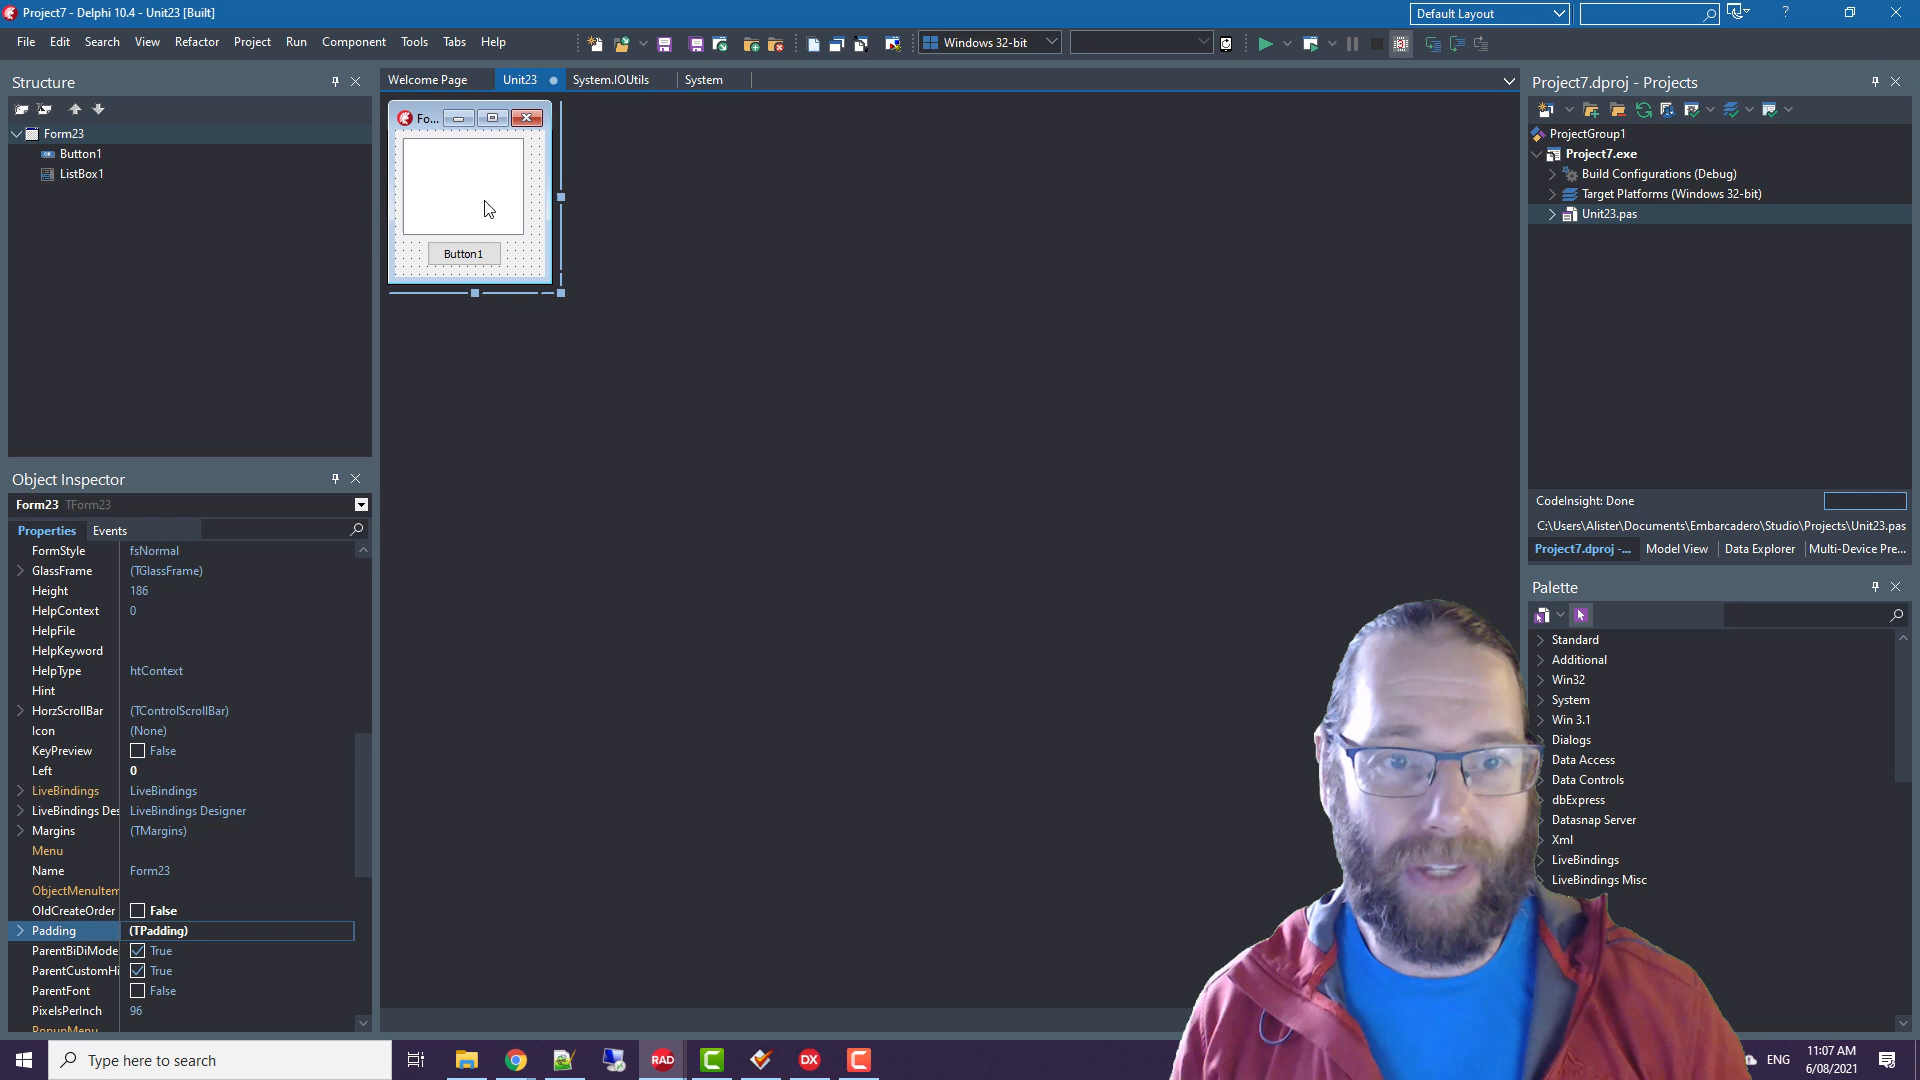 Project7 - Delphi 10.4 - Unit23 [Built]
Default Layout
?
File Edit Search View Refactor Project Run Component Tools Tabs Help
Windows 32-bit
Structure
Form23
Button1
ListBox1
Welcome Page Unit23 System.IOUtils System
Fo...
Button1
Object Inspector
Form23 TForm23
Properties Events
FormStyle fsNormal
GlassFrame (TGlassFrame)
Height 186
HelpContext 0
HelpFile
HelpKeyword
HelpType htContext
Hint
HorzScrollBar (TControlScrollBar)
Icon (None)
KeyPreview False
Left 0
LiveBindings LiveBindings
LiveBindings Des LiveBindings Designer
Margins (TMargins)
Menu
Name Form23
ObjectMenuItem
OldCreateOrder False
Padding (TPadding)
ParentBiDiMode True
ParentCustomHi True
ParentFont False
PixelsPerInch 96
PopupMenu
Project7.dproj - Projects
ProjectGroup1
Project7.exe
Build Configurations (Debug)
Target Platforms (Windows 32-bit)
Unit23.pas
CodeInsight: Done
C:\Users\Alister\Documents\Embarcadero\Studio\Projects\Unit23.pas
Project7.dproj -... Model View Data Explorer Multi-Device Pre...
Palette
Standard
Additional
Win32
System
Win 3.1
Dialogs
Data Access
Data Controls
dbExpress
Datasnap Server
Xml
LiveBindings
LiveBindings Misc
Type here to search
RAD
DX
ENG
11:07 AM
6/08/2021